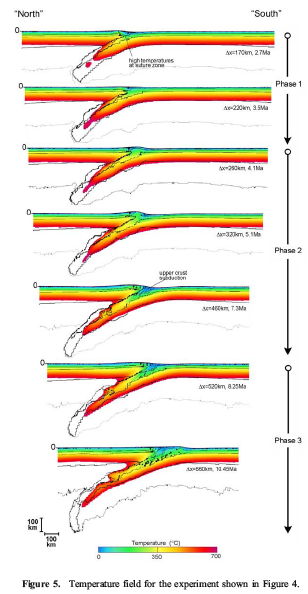 "North" "South"
0
Δx=170km, 2.7Ma
high temperatures
at suture zone
Phase 1
0
Δx=220km, 3.5Ma
0
Δx=260km, 4.1Ma
0
Δx=320km, 5.1Ma
Phase 2
upper crust
subduction
0
Δx=460km, 7.3Ma
0
Δx=520km, 8.25Ma
Phase 3
0
Δx=660km, 10.45Ma
100
km
100
km
Temperature (°C)
0 350 700
Figure 5. Temperature field for the experiment shown in Figure 4.